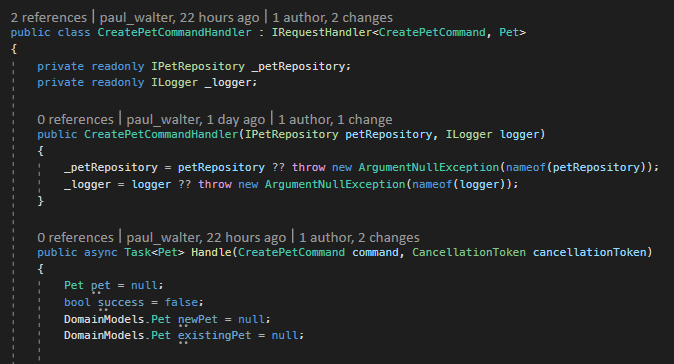 2 references | paul_walter, 22 hours ago | 1 author, 2 changes
public class CreatePetCommandHandler : IRequestHandler<CreatePetCommand, Pet>
{
private readonly IPetRepository _petRepository;
private readonly ILogger _logger;
0 references | paul_walter, 1 day ago | 1 author, 1 change
public CreatePetCommandHandler(IPetRepository petRepository, ILogger logger)
{
_petRepository = petRepository ?? throw new ArgumentNullException(nameof(petRepository));
_logger = logger ?? throw new ArgumentNullException(nameof(logger));
}
0 references | paul_walter, 22 hours ago | 1 author, 2 changes
public async Task<Pet> Handle(CreatePetCommand command, CancellationToken cancellationToken)
{
Pet pet = null;
bool success = false;
DomainModels.Pet newPet = null;
DomainModels.Pet existingPet = null;